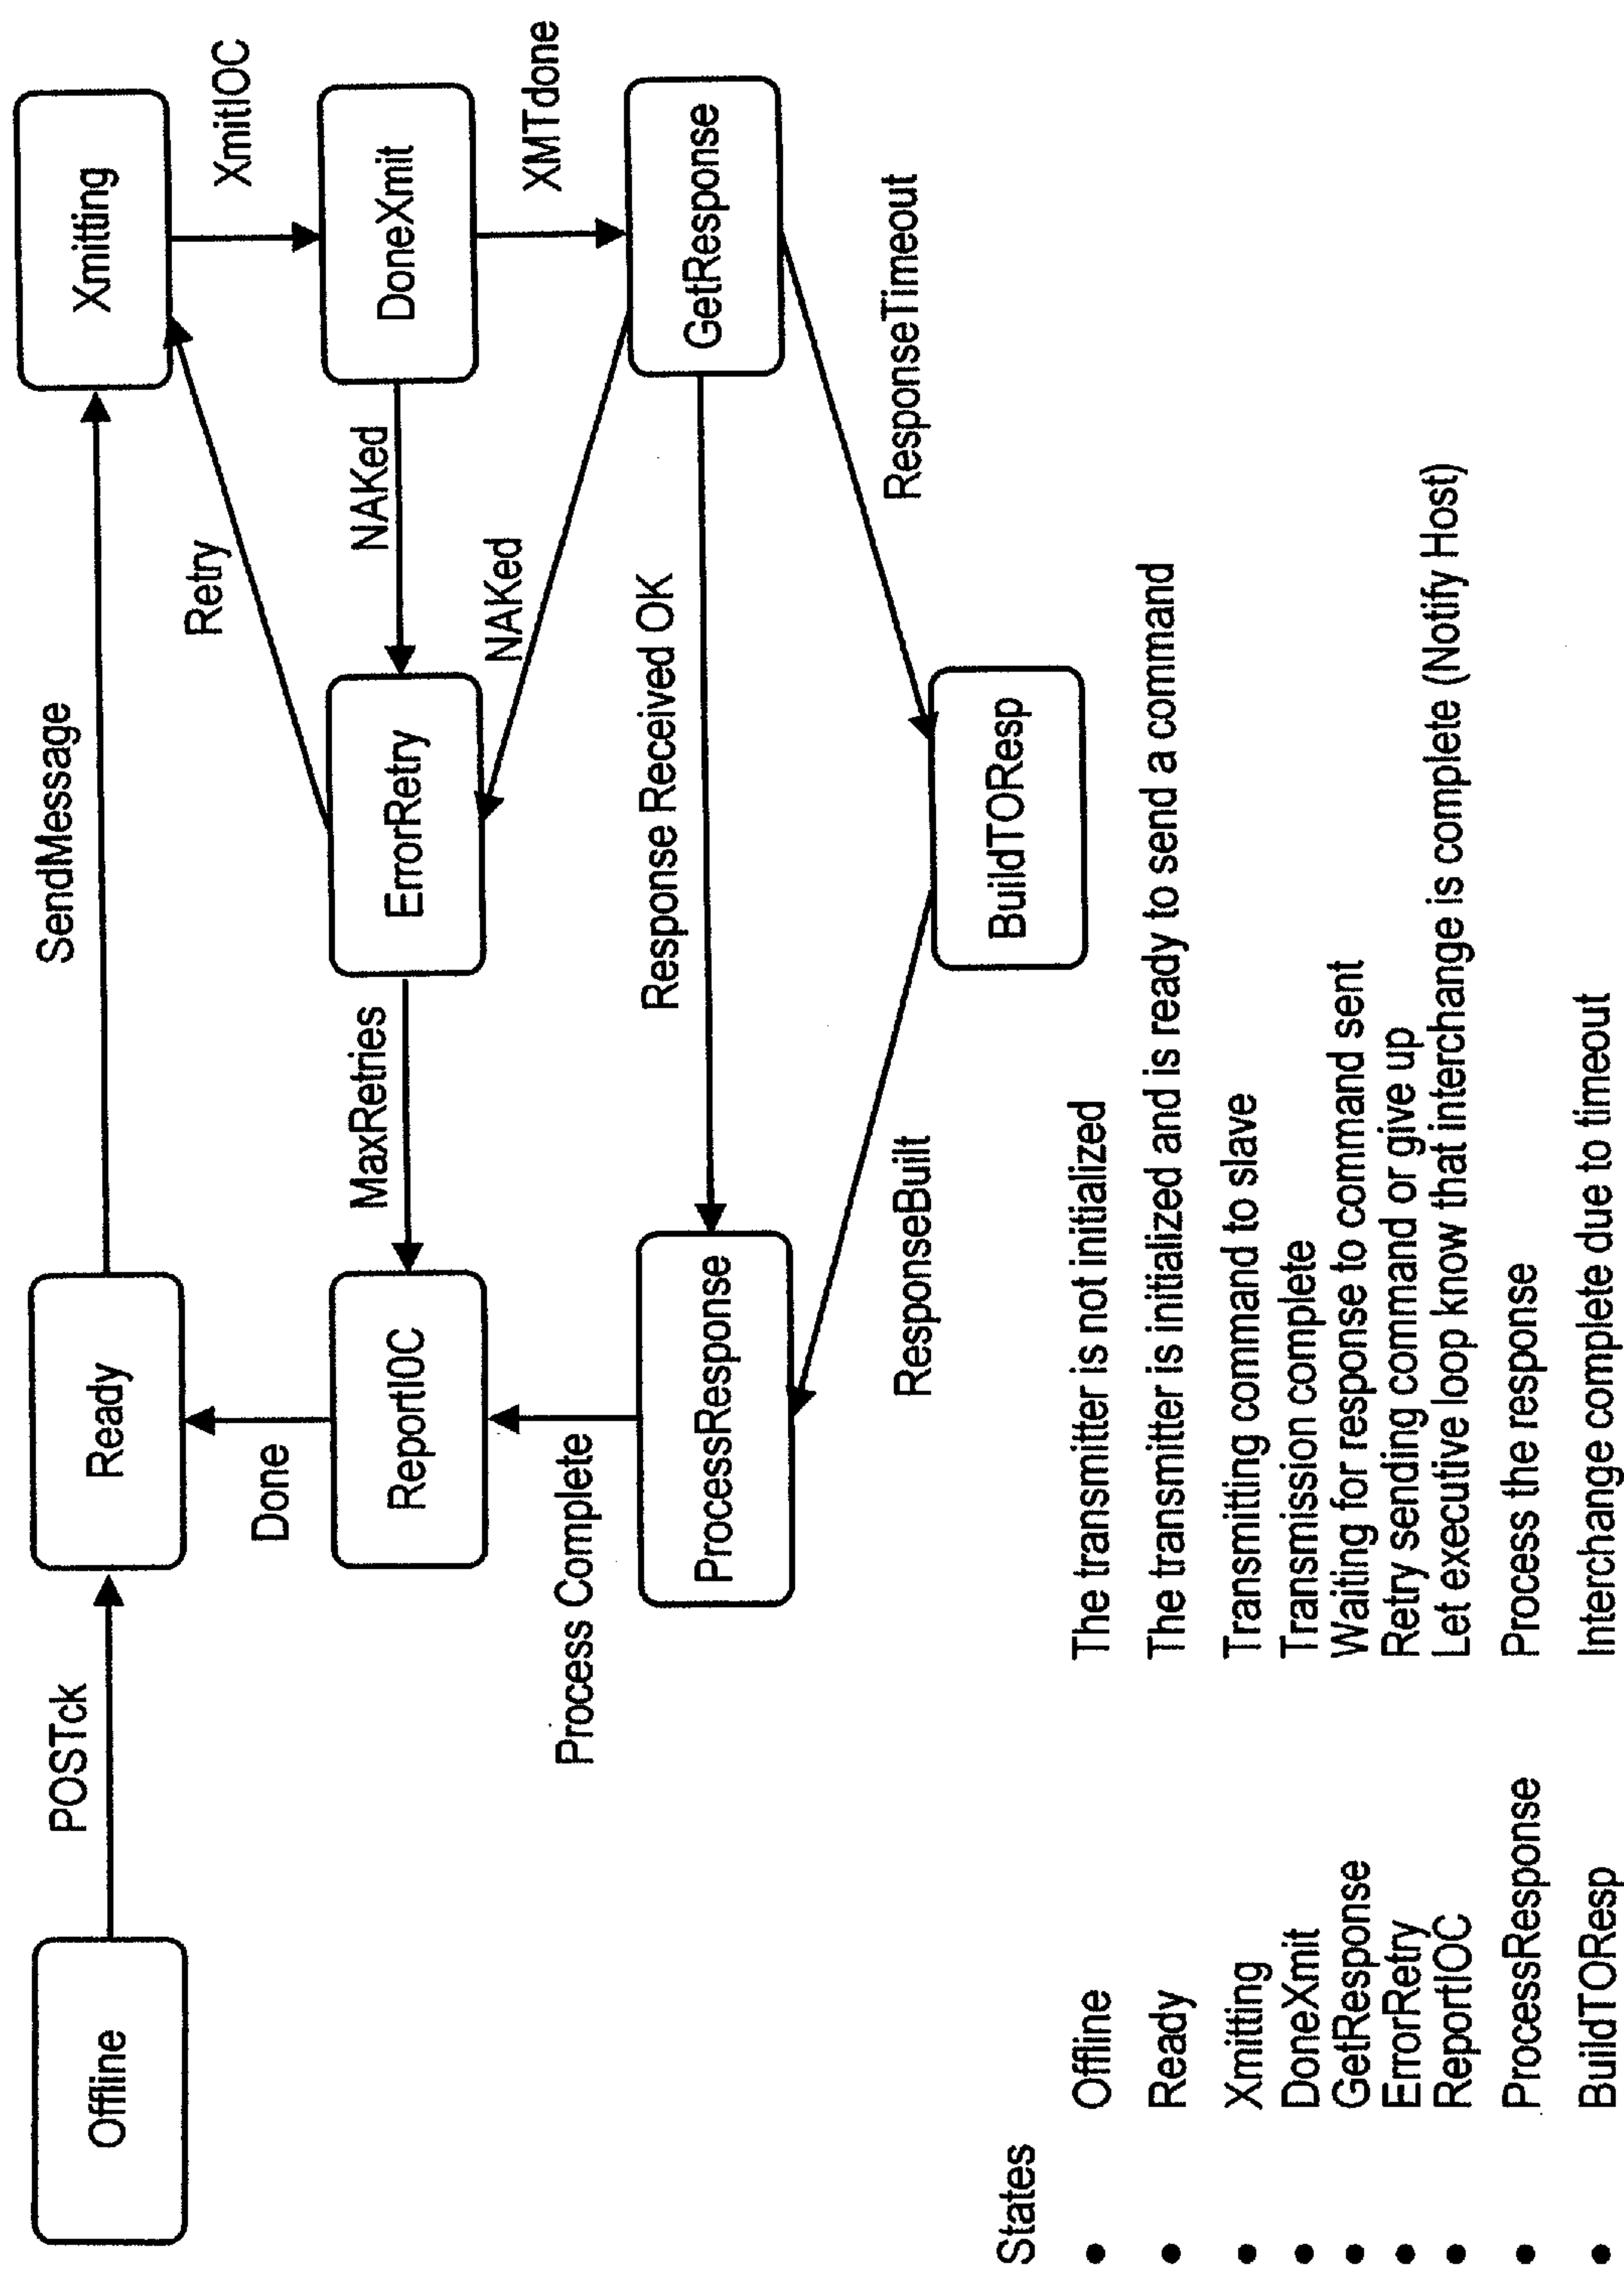 Offline
POSTck
Ready
SendMessage
Xmitting
Done
Retry
XmitIOC
ReportIOC
MaxRetries
ErrorRetry
NAKed
DoneXmit
Process Complete
NAKed
XMTdone
ProcessResponse
Response Received OK
GetResponse
ResponseBuilt
ResponseTimeout
BuildTOResp
States
• Offline The transmitter is not initialized
• Ready The transmitter is initialized and is ready to send a command
• Xmitting Transmitting command to slave
• DoneXmit Transmission complete
• GetResponse Waiting for response to command sent
• ErrorRetry Retry sending command or give up
• ReportIOC Let executive loop know that interchange is complete (Notify Host)
• ProcessResponse Process the response
• BuildTOResp Interchange complete due to timeout